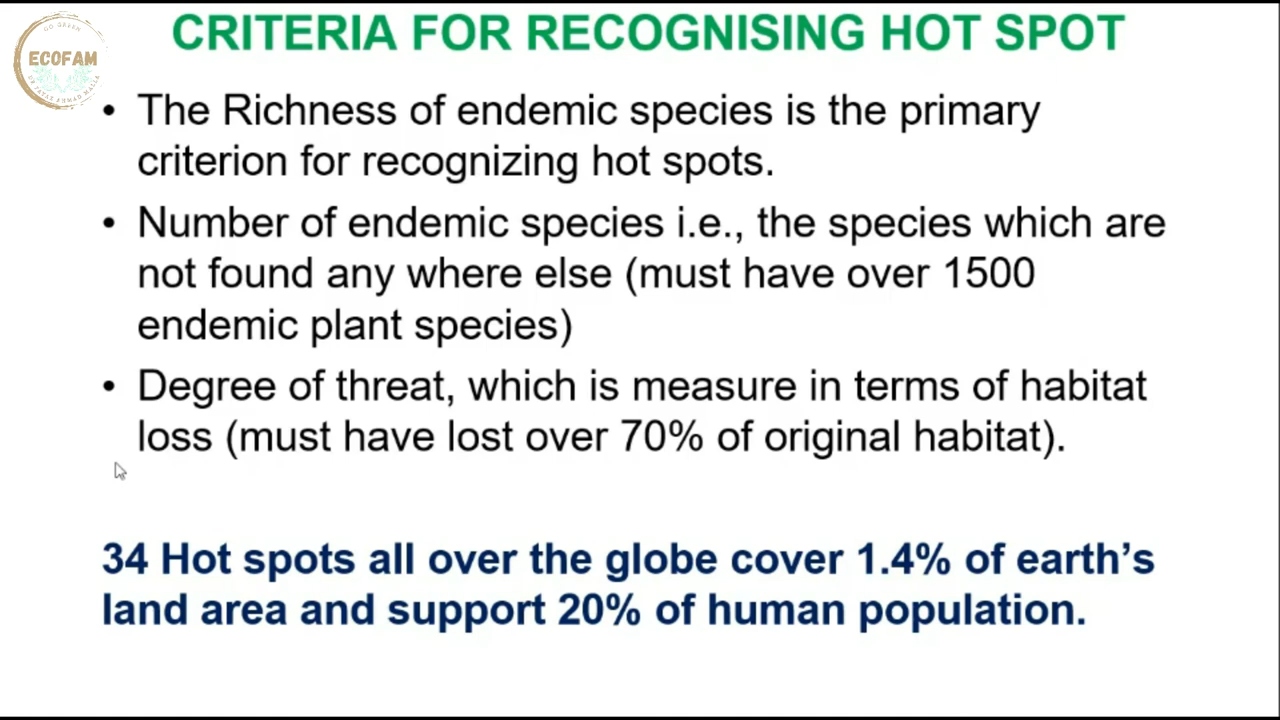 CRITERIA FOR RECOGNISING HOT SPOT
GO GREEN
ECOFAM
• The Richness of endemic species is the primary
criterion for recognizing hot spots.
• Number of endemic species i.e., the species which are
not found any where else (must have over 1500
endemic plant species)
• Degree of threat, which is measure in terms of habitat
loss (must have lost over 70% of original habitat).
34 Hot spots all over the globe cover 1.4% of earth’s
land area and support 20% of human population.